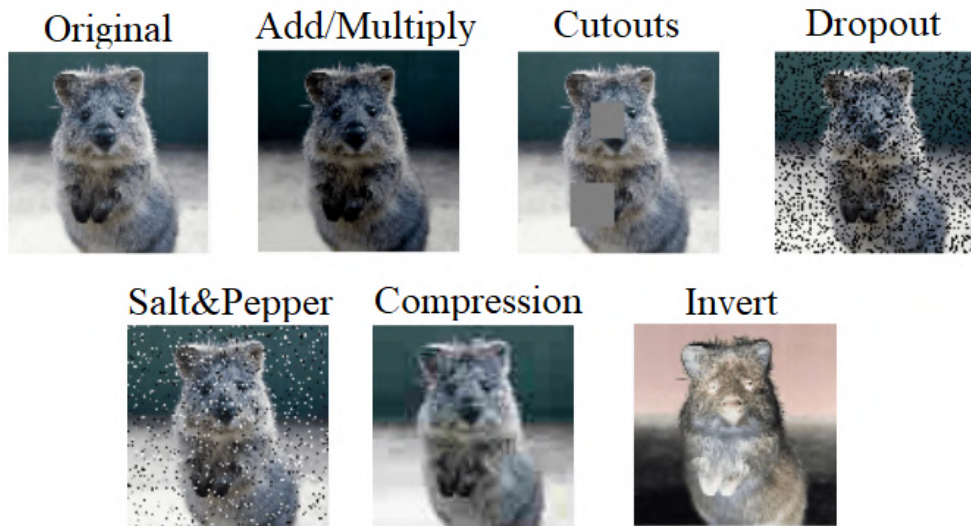 Original
Add/Multiply
Cutouts
Dropout
Salt&Pepper
Compression
Invert